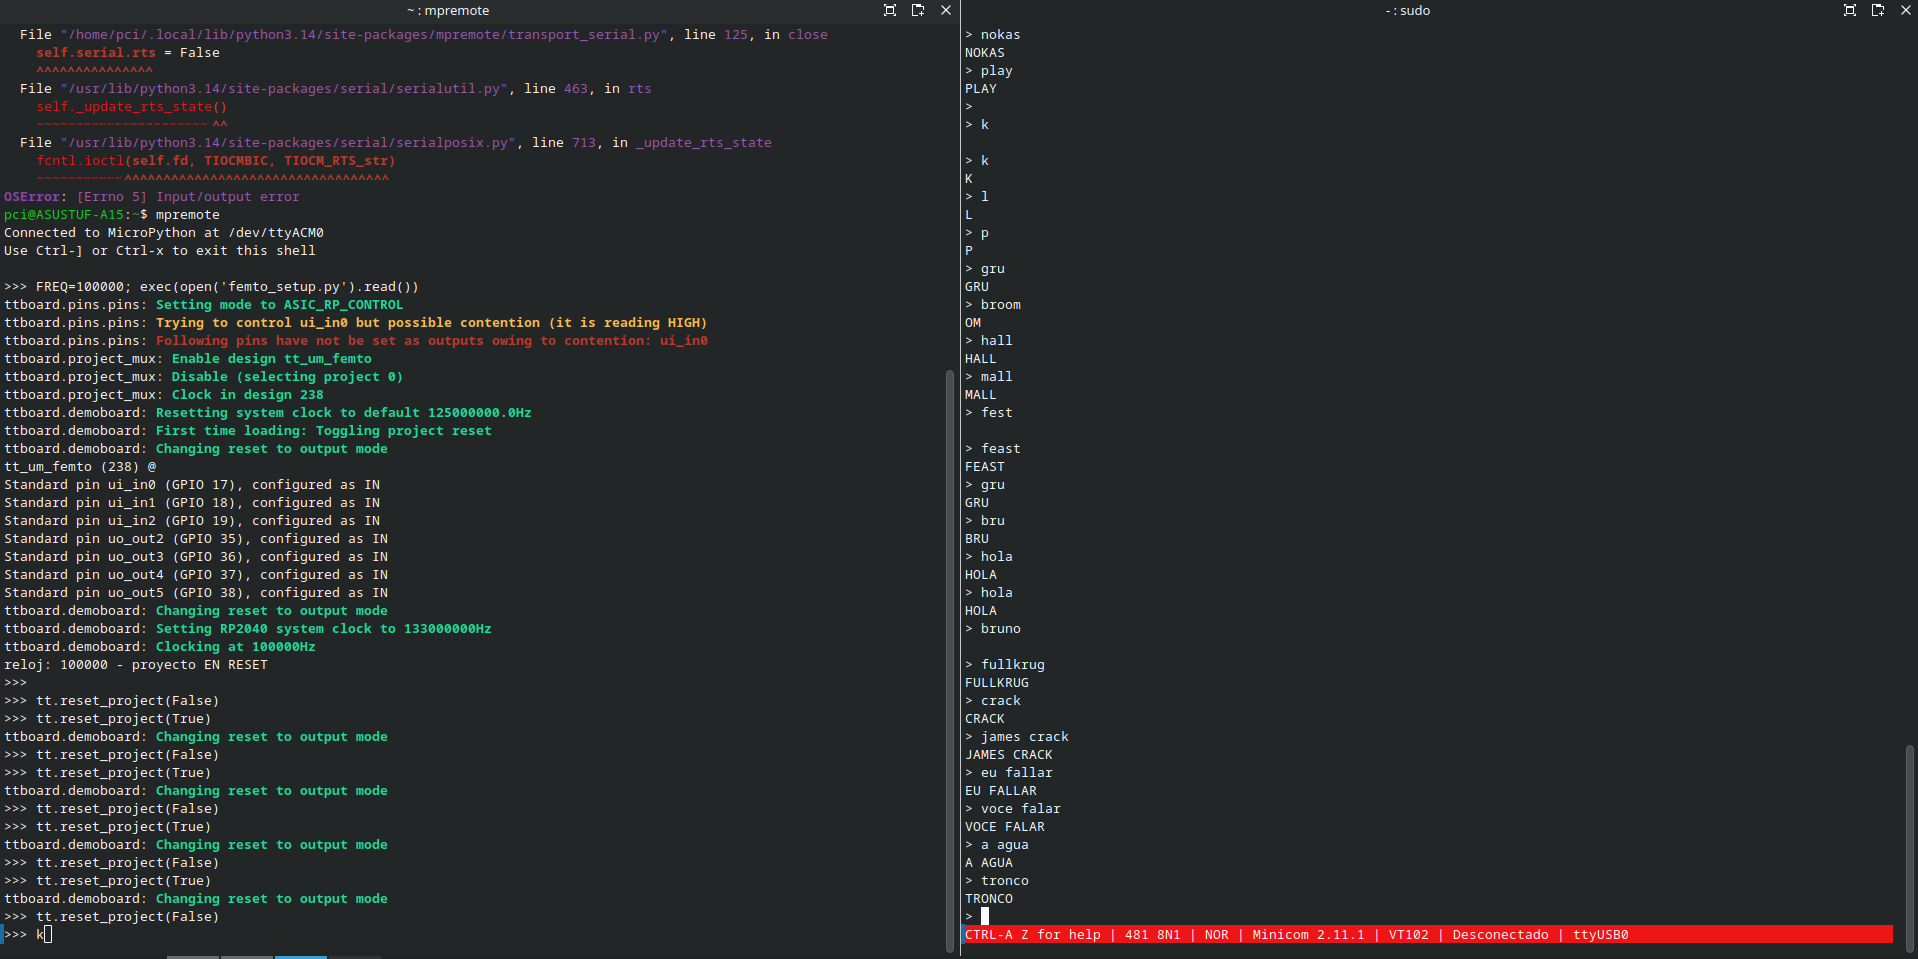 ~ : mpremote
File "/home/pci/.local/lib/python3.14/site-packages/mpremote/transport_serial.py", line 125, in close
self.serial.rts = False
^^^^^^^^^^^^^^^
File "/usr/lib/python3.14/site-packages/serial/serialutil.py", line 463, in rts
self._update_rts_state()
~~~~~~~~~~~~~~~~~~~~~~^^
File "/usr/lib/python3.14/site-packages/serial/serialposix.py", line 713, in _update_rts_state
fcntl.ioctl(self.fd, TIOCMBIC, TIOCM_RTS_str)
~~~~~~~~~~~^^^^^^^^^^^^^^^^^^^^^^^^^^^^^^^^^^
OSError: [Errno 5] Input/output error
pci@ASUSTUF-A15:~$ mpremote
Connected to MicroPython at /dev/ttyACM0
Use Ctrl-] or Ctrl-x to exit this shell
>>> FREQ=100000; exec(open('femto_setup.py').read())
ttboard.pins.pins: Setting mode to ASIC_RP_CONTROL
ttboard.pins.pins: Trying to control ui_in0 but possible contention (it is reading HIGH)
ttboard.pins.pins: Following pins have not be set as outputs owing to contention: ui_in0
ttboard.project_mux: Enable design tt_um_femto
ttboard.project_mux: Disable (selecting project 0)
ttboard.project_mux: Clock in design 238
ttboard.demoboard: Resetting system clock to default 125000000.0Hz
ttboard.demoboard: First time loading: Toggling project reset
ttboard.demoboard: Changing reset to output mode
tt_um_femto (238) @
Standard pin ui_in0 (GPIO 17), configured as IN
Standard pin ui_in1 (GPIO 18), configured as IN
Standard pin ui_in2 (GPIO 19), configured as IN
Standard pin uo_out2 (GPIO 35), configured as IN
Standard pin uo_out3 (GPIO 36), configured as IN
Standard pin uo_out4 (GPIO 37), configured as IN
Standard pin uo_out5 (GPIO 38), configured as IN
ttboard.demoboard: Changing reset to output mode
ttboard.demoboard: Setting RP2040 system clock to 133000000Hz
ttboard.demoboard: Clocking at 100000Hz
reloj: 100000 - proyecto EN RESET
>>>
>>> tt.reset_project(False)
>>> tt.reset_project(True)
ttboard.demoboard: Changing reset to output mode
>>> tt.reset_project(False)
>>> tt.reset_project(True)
ttboard.demoboard: Changing reset to output mode
>>> tt.reset_project(False)
>>> tt.reset_project(True)
ttboard.demoboard: Changing reset to output mode
>>> tt.reset_project(False)
>>> tt.reset_project(True)
ttboard.demoboard: Changing reset to output mode
>>> tt.reset_project(False)
>>> k
- : sudo
> nokas
NOKAS
> play
PLAY
>
> k
> k
K
> l
L
> p
P
> gru
GRU
> broom
OM
> hall
HALL
> mall
MALL
> fest
> feast
FEAST
> gru
GRU
> bru
BRU
> hola
HOLA
> hola
HOLA
> bruno
> fullkrug
FULLKRUG
> crack
CRACK
> james crack
JAMES CRACK
> eu fallar
EU FALLAR
> voce falar
VOCE FALAR
> a agua
A AGUA
> tronco
TRONCO
>
CTRL-A Z for help | 481 8N1 | NOR | Minicom 2.11.1 | VT102 | Desconectado | ttyUSB0